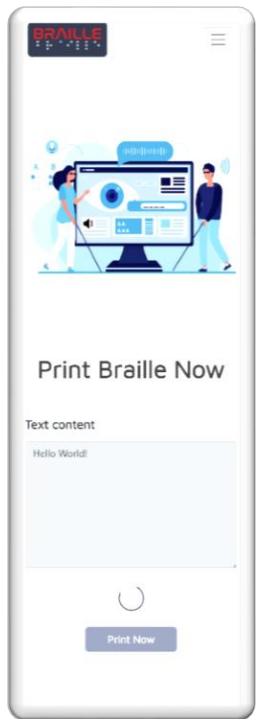 BRAILLE
Print Braille Now
Text content
Hello World!
Print Now